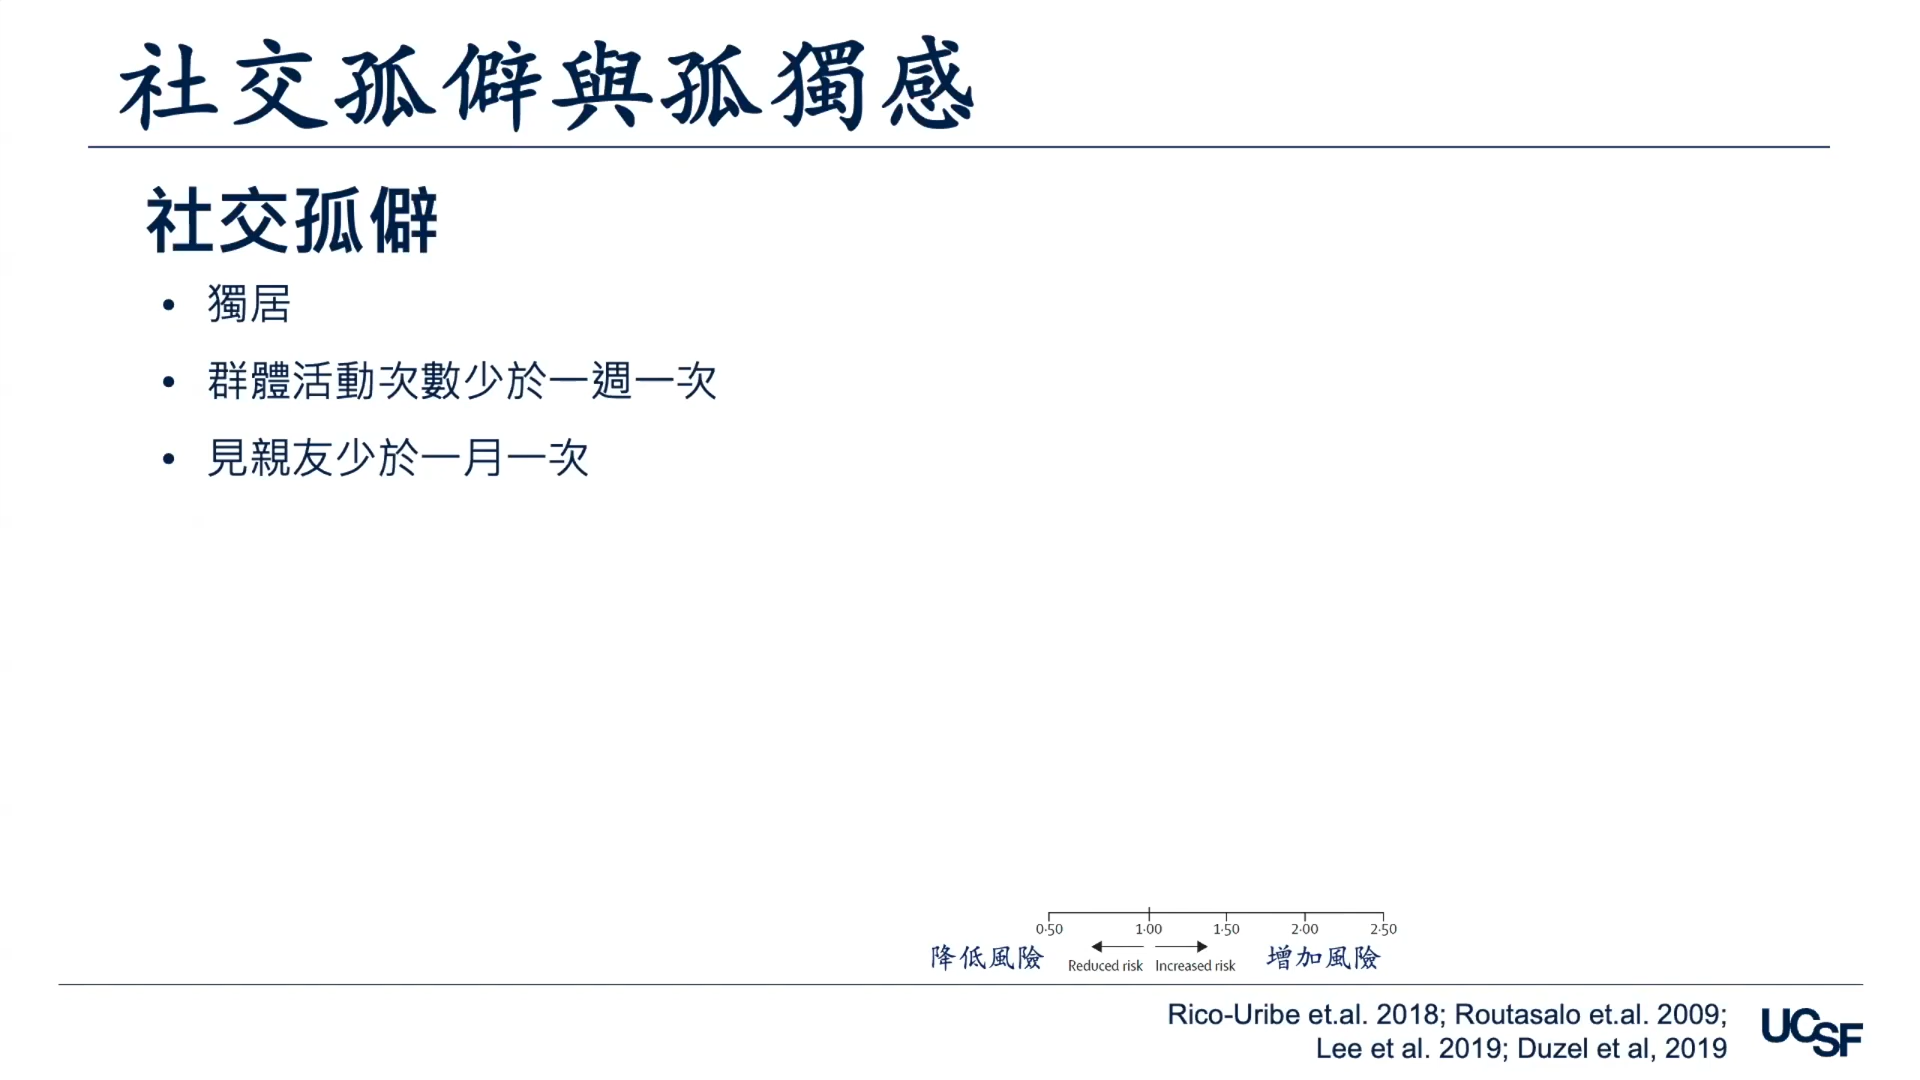 社交孤僻與孤獨感
社交孤僻
• 獨居
• 群體活動次數少於一週一次
• 見親友少於一月一次
0·50 1·00 1·50 2·00 2·50
降低風險 Reduced risk Increased risk 增加風險
Rico-Uribe et.al. 2018; Routasalo et.al. 2009;
Lee et al. 2019; Duzel et al, 2019
UCSF